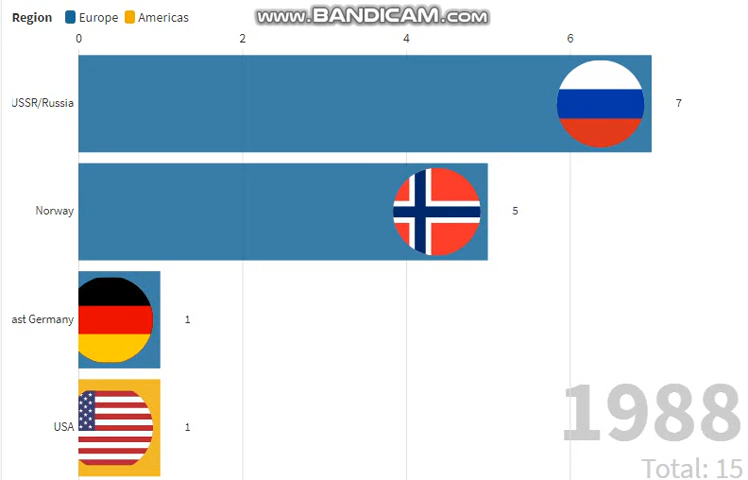 Region Europe Americas
www.BANDICAM.com
0 2 4 6
USSR/Russia 7
Norway 5
ast Germany 1
USA 1
1988
Total: 15